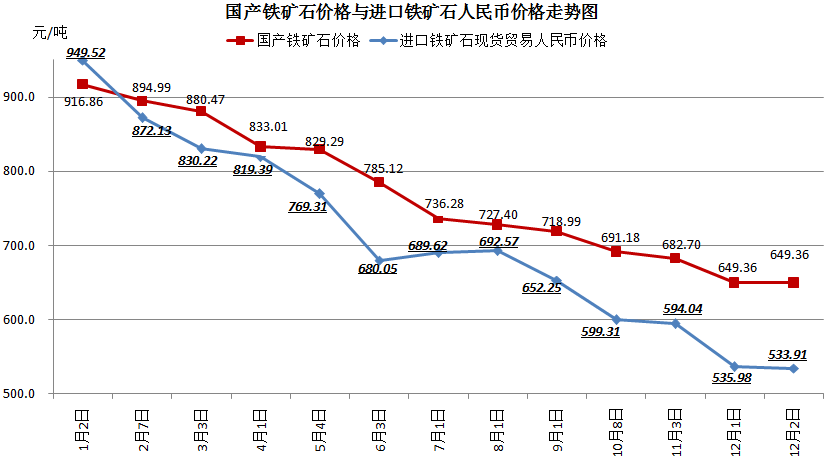 国产铁矿石价格与进口铁矿石人民币价格走势图
元/吨
国产铁矿石价格 进口铁矿石现货贸易人民币价格
949.52
916.86
894.99
872.13
880.47
830.22
833.01
819.39
829.29
769.31
785.12
680.05
736.28
689.62
727.40
692.57
718.99
652.25
691.18
599.31
682.70
594.04
649.36
535.98
649.36
533.91
900.0
800.0
700.0
600.0
500.0
1月2日
2月7日
3月3日
4月1日
5月4日
6月3日
7月1日
8月1日
9月1日
10月8日
11月3日
12月1日
12月2日